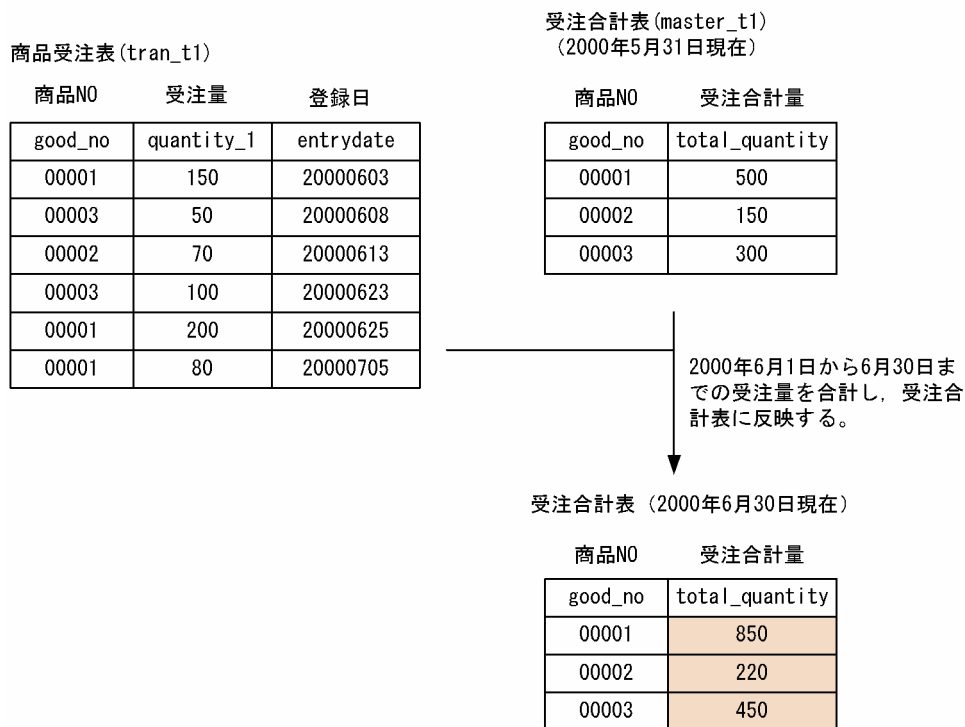 商品受注表(tran_t1)
商品NO 受注量 登録日
good_no quantity_1 entrydate
00001 150 20000603
00003 50 20000608
00002 70 20000613
00003 100 20000623
00001 200 20000625
00001 80 20000705
受注合計表(master_t1)
(2000年5月31日現在)
商品NO 受注合計量
good_no total_quantity
00001 500
00002 150
00003 300
2000年6月1日から6月30日ま
での受注量を合計し，受注合
計表に反映する。
受注合計表（2000年6月30日現在）
商品NO 受注合計量
good_no total_quantity
00001 850
00002 220
00003 450